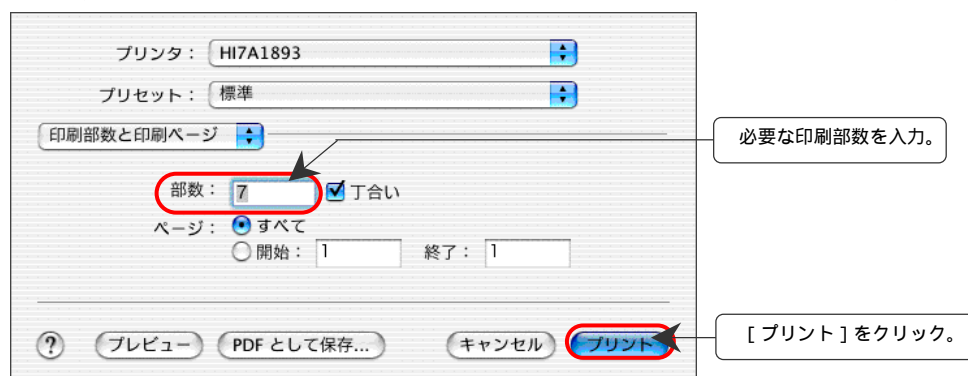 プリンタ： HI7A1893
プリセット： 標準
印刷部数と印刷ページ
必要な印刷部数を入力。
部数： 7 丁合い
ページ： すべて
開始： 1 終了： 1
? プレビュー PDF として保存... キャンセル プリント
[ プリント ] をクリック。